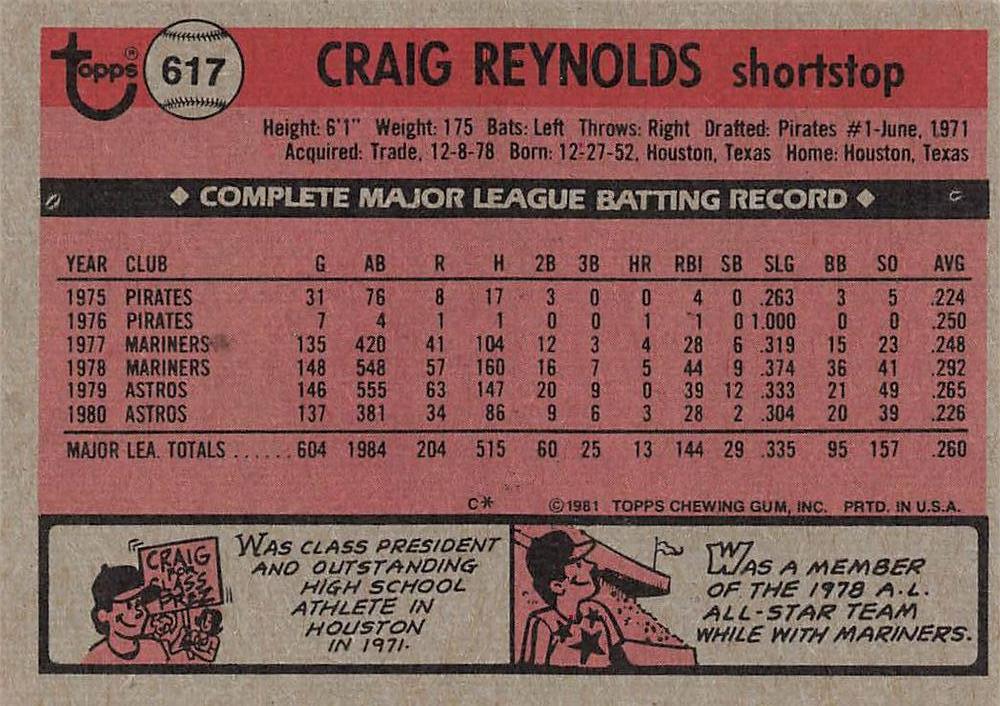 Topps® 617 CRAIG REYNOLDS shortstop
Height: 6'1" Weight: 175 Bats: Left Throws: Right Drafted: Pirates #1-June, 1971
Acquired: Trade, 12-8-78 Born: 12-27-52, Houston, Texas Home: Houston, Texas
◆ COMPLETE MAJOR LEAGUE BATTING RECORD ◆
YEAR CLUB G AB R H 2B 3B HR RBI SB SLG BB SO AVG
1975 PIRATES 31 76 8 17 3 0 0 4 0 .263 3 5 .224
1976 PIRATES 7 4 1 1 0 0 1 1 0 1.000 0 0 .250
1977 MARINERS 135 420 41 104 12 3 4 28 6 .319 15 23 .248
1978 MARINERS 148 548 57 160 16 7 5 44 9 .374 36 41 .292
1979 ASTROS 146 555 63 147 20 9 0 39 12 .333 21 49 .265
1980 ASTROS 137 381 34 86 9 6 3 28 2 .304 20 39 .226
MAJOR LEA. TOTALS ...... 604 1984 204 515 60 25 13 144 29 .335 95 157 .260
C* ©1981 TOPPS CHEWING GUM, INC. PRTD. IN U.S.A.
CRAIG
FOR
CLASS
PREZ
WAS CLASS PRESIDENT
AND OUTSTANDING
HIGH SCHOOL
ATHLETE IN
HOUSTON
IN 1971.
WAS A MEMBER
OF THE 1978 A.L.
ALL-STAR TEAM
WHILE WITH MARINERS.